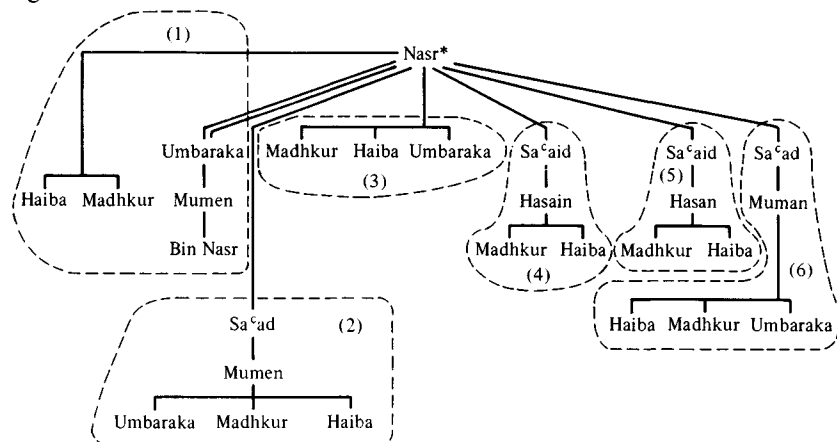 (1)
Nasr*
Umbaraka Madhkur Haiba Umbaraka Saᶜaid Saᶜaid Saᶜad
(3) (5)
Haiba Madhkur Mumen Hasain Hasan Muman
Bin Nasr Madhkur Haiba Madhkur Haiba
(4) (6)
Saᶜad (2) Haiba Madhkur Umbaraka
Mumen
Umbaraka Madhkur Haiba